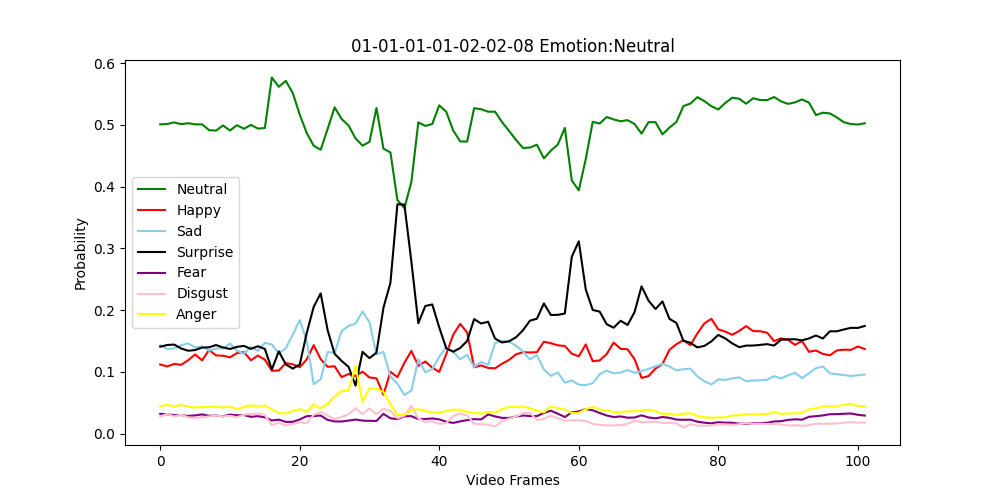 01-01-01-01-02-02-08 Emotion:Neutral
Probability
0.6
0.5
0.4
0.3
0.2
0.1
0.0
Neutral
Happy
Sad
Surprise
Fear
Disgust
Anger
0 20 40 60 80 100
Video Frames